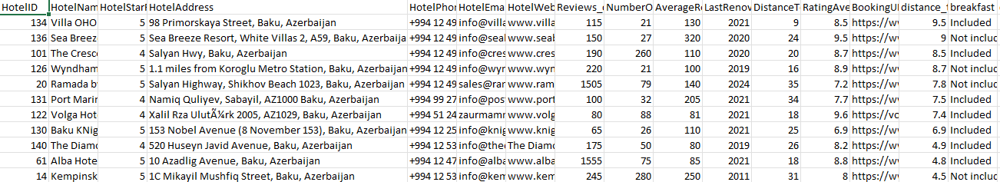 HotelID HotelNam HotelStarF HotelAddress HotelPhon HotelEmai HotelWeb Reviews_ NumberO AverageR LastRenov DistanceT RatingAve BookingU distance_ breakfast
134 Villa OHO 5 98 Primorskaya Street, Baku, Azerbaijan +994 12 49 info@villa www.villa 115 21 130 2021 9 8.5 https://w 9.5 Included
136 Sea Breez 5 Sea Breeze Resort, White Villas 2, A59, Baku, Azerbaijan +994 12 49 info@seal www.seab 150 27 320 2020 24 9.5 https://w 9 Not includ
101 The Cresc 4 Salyan Hwy, Baku, Azerbaijan +994 12 49 info@cres www.cres 190 260 110 2020 20 8.7 https://w 8.5 Included
126 Wyndham 5 1.1 miles from Koroglu Metro Station, Baku, Azerbaijan +994 12 49 info@wyn www.wyn 220 21 100 2019 16 8.9 https://w 8.7 Not includ
20 Ramada b 5 Salyan Highway, Shikhov Beach 1023, Baku, Azerbaijan +994 12 49 sales@ran www.ram 1505 79 140 2024 35 7.2 https://w 7.8 Not includ
131 Port Marin 4 Namiq Quliyev, Sabayil, AZ1000 Baku, Azerbaijan +994 99 27 info@pos www.port 100 32 205 2021 34 7.7 https://w 7.5 Included
122 Volga Hot 4 Xalil Rza UlutÃ¼rk 2005, AZ1029, Baku, Azerbaijan +994 51 24 zaurmamn www.volg 80 88 81 2021 18 9.6 https://vo 7.4 Included
130 Baku KNig 5 153 Nobel Avenue (8 November 153), Baku, Azerbaijan +994 12 25 info@knig www.knig 65 26 110 2021 25 6.9 https://w 6.9 Included
140 The Diamo 4 520 Huseyn Javid Avenue, Baku, Azerbaijan +994 12 53 info@the The Diamo 175 50 80 2019 26 8.2 https://w 4.9 Included
61 Alba Hote 5 10 Azadlig Avenue, Baku, Azerbaijan +994 12 47 info@alba www.alba 1555 75 85 2021 18 8.8 https://w 4.8 Included
14 Kempinsk 5 1C Mikayil Mushfiq Street, Baku, Azerbaijan +994 12 53 info@kem www.kem 245 280 250 2011 31 8 https://w 4.5 Not includ